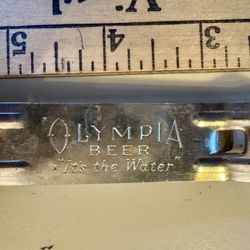 5 4 3
OLYMPIA
BEER
"It's the Water"